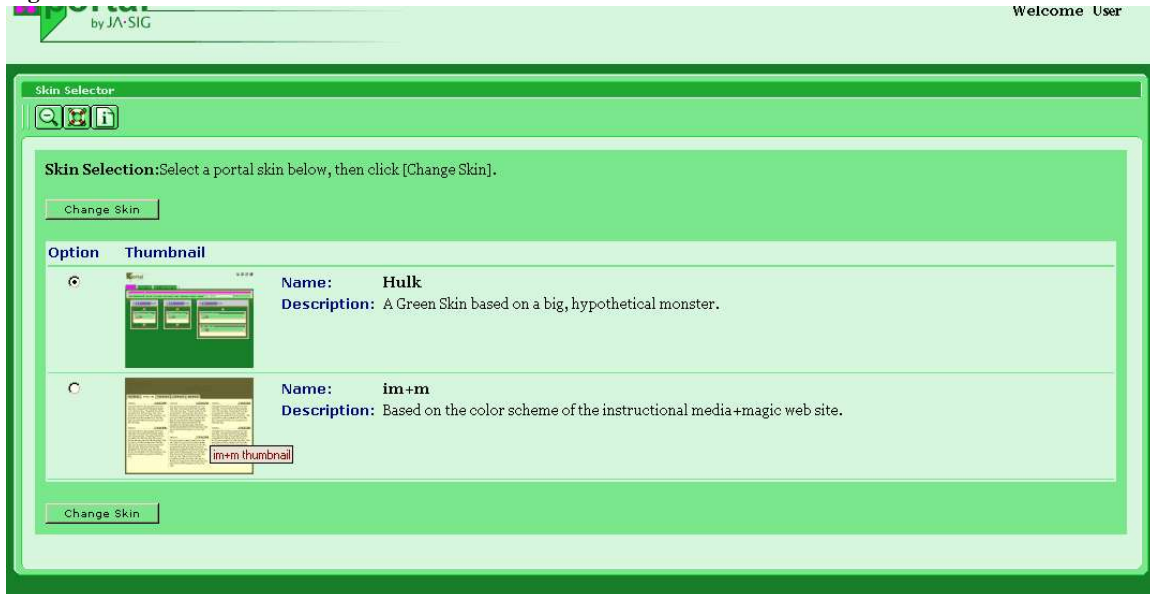 by JA·SIG
Welcome User
Skin Selector
Skin Selection:Select a portal skin below, then click [Change Skin].
Change Skin
Option Thumbnail
Name: Hulk
Description: A Green Skin based on a big, hypothetical monster.
Name: im+m
Description: Based on the color scheme of the instructional media+magic web site.
im+m thumbnail
Change Skin